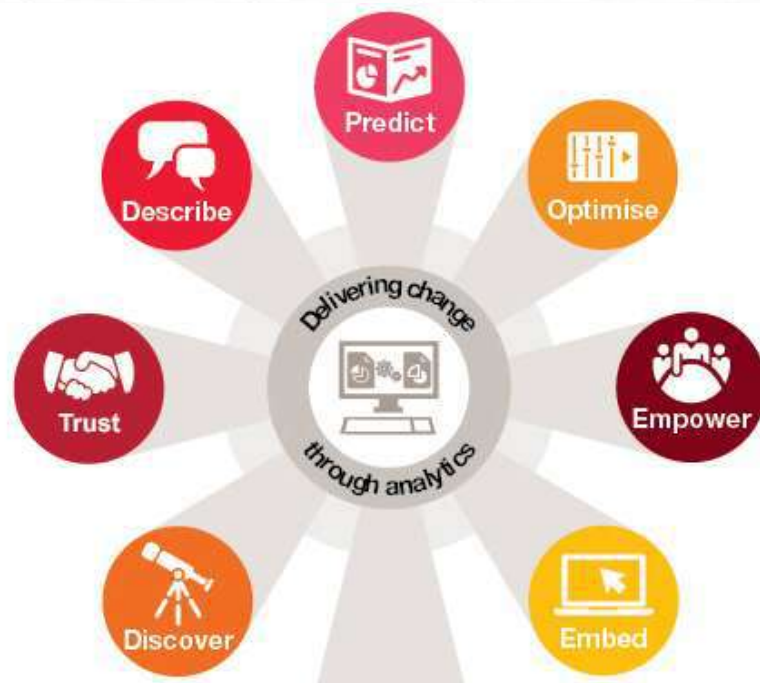 Predict
Describe
Optimise
Delivering change
Trust
Empower
through analytics
Discover
Embed